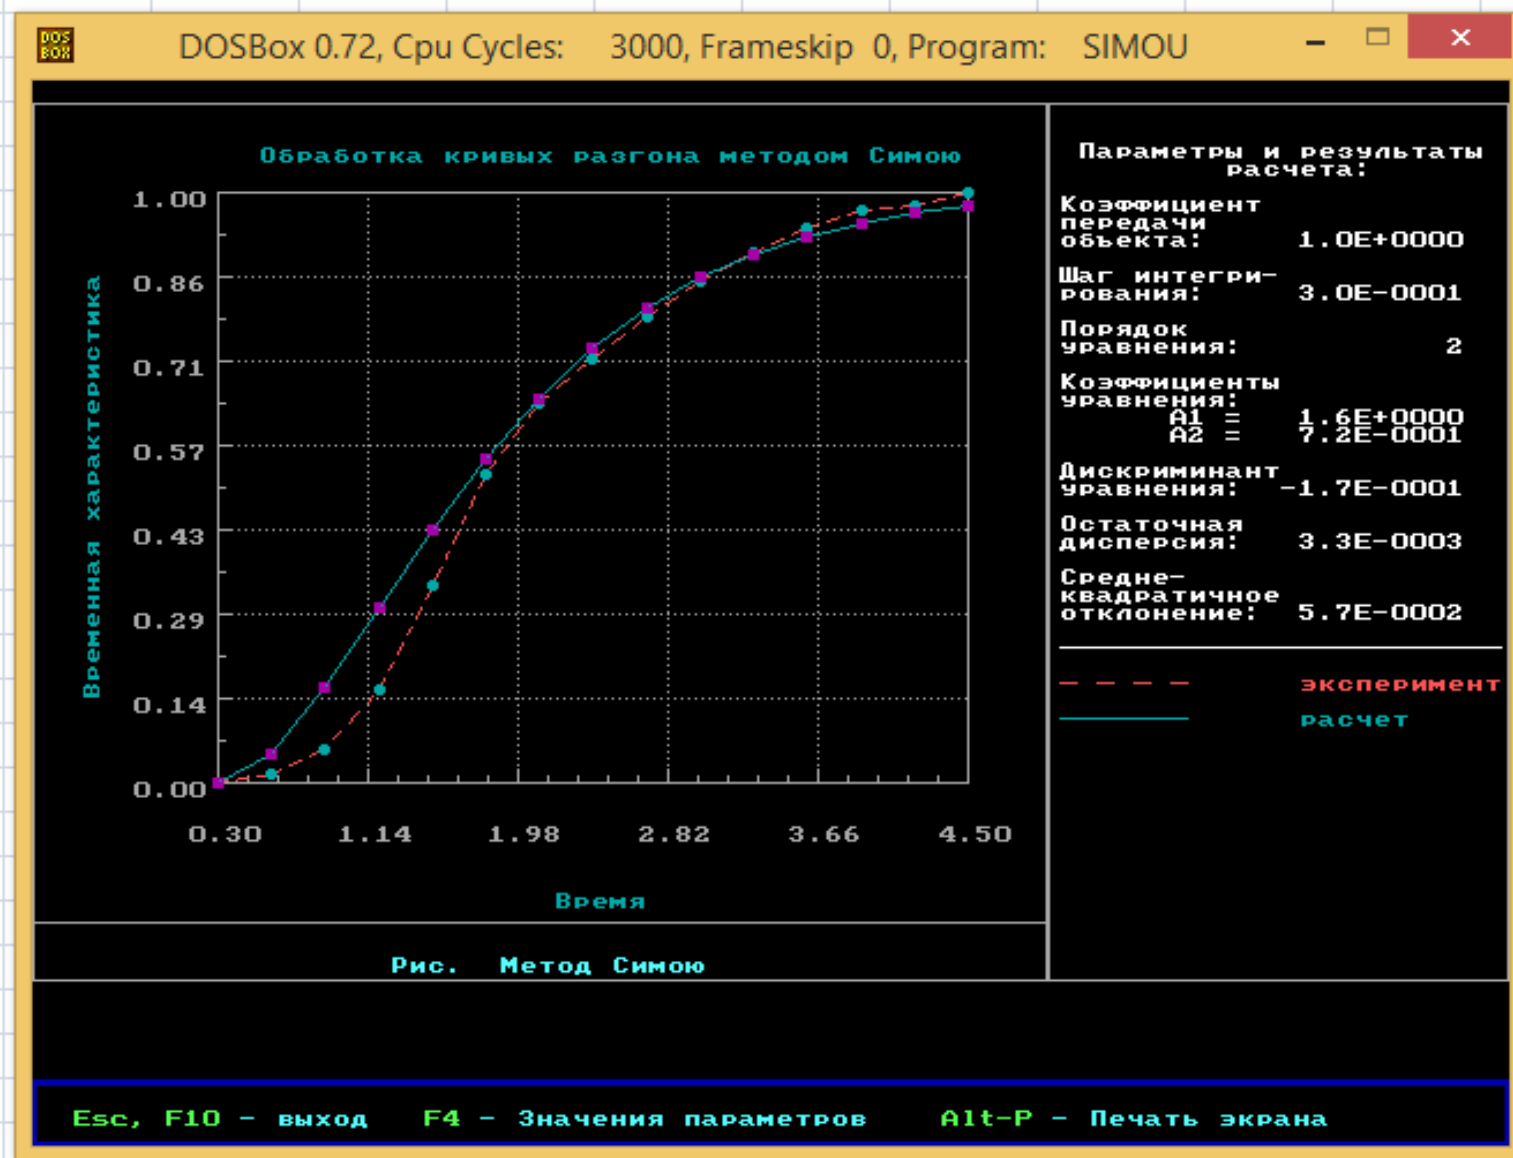 DOS
BOX
DOSBox 0.72, Cpu Cycles: 3000, Frameskip 0, Program: SIMOU
Обработка кривых разгона методом Симою
1.00
0.86
0.71
0.57
0.43
0.29
0.14
0.00
Временная характеристика
0.30 1.14 1.98 2.82 3.66 4.50
Время
Рис. Метод Симою
Параметры и результаты
расчета:
Коэффициент
передачи
объекта: 1.0E+0000
Шаг интегри-
рования: 3.0E-0001
Порядок
уравнения: 2
Коэффициенты
уравнения:
A1 = 1.6E+0000
A2 = 7.2E-0001
Дискриминант
уравнения: -1.7E-0001
Остаточная
дисперсия: 3.3E-0003
Средне-
квадратичное
отклонение: 5.7E-0002
эксперимент
расчет
Esc, F10 - выход F4 - Значения параметров Alt-P - Печать экрана